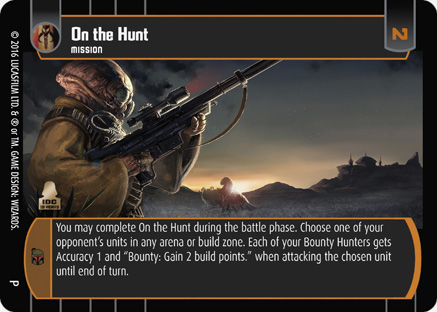 On the Hunt
MISSION
N
© 2016 LUCASFILM LTD. & ® or TM. GAME DESIGN: WIZARDS.
IDC
You may complete On the Hunt during the battle phase. Choose one of your
opponent's units in any arena or build zone. Each of your Bounty Hunters gets
Accuracy 1 and “Bounty: Gain 2 build points.” when attacking the chosen unit
until end of turn.
P